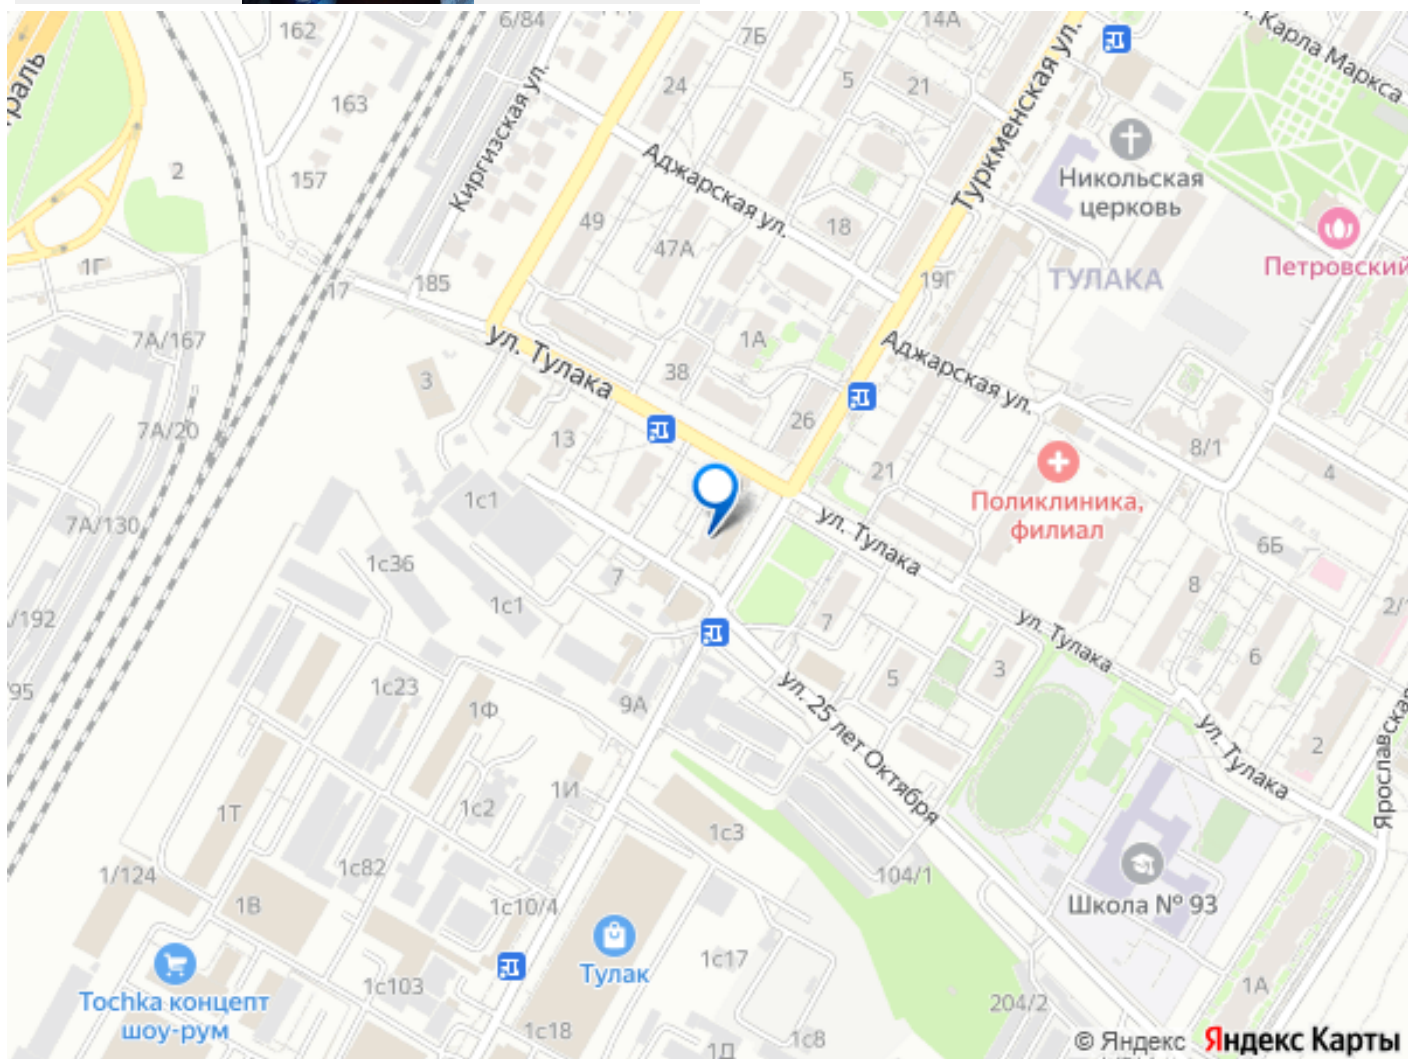 6/84
162
7Б
14А
л. Карла Маркса
раль
163
24
5
21
Киргизская ул.
Туркменская ул.
2
157
Аджарская ул.
Никольская
церковь
49
47А
18
1Г
17
185
19Г
ТУЛАКА
Петровский
7А/167
ул. Тулака
1А
38
Аджарская ул.
3
26
7А/20
13
21
8/1
4
1с1
Поликлиника,
филиал
7А/130
ул. Тулака
6Б
1с36
/192
1с1
7
7
8
2/1
ул. Тулака
6
95
1с23
1Ф
9А
5
3
ул. 25 лет Октября
ул. Тулака
2
Ярославская
1Т
1с2
1И
1с3
1/124
1с82
104/1
1В
1с10/4
Школа № 93
Тулак
1с17
Tochka концепт
шоу-рум
1с103
204/2
1А
1с18
1Д
1с8
© Яндекс Яндекс Карты